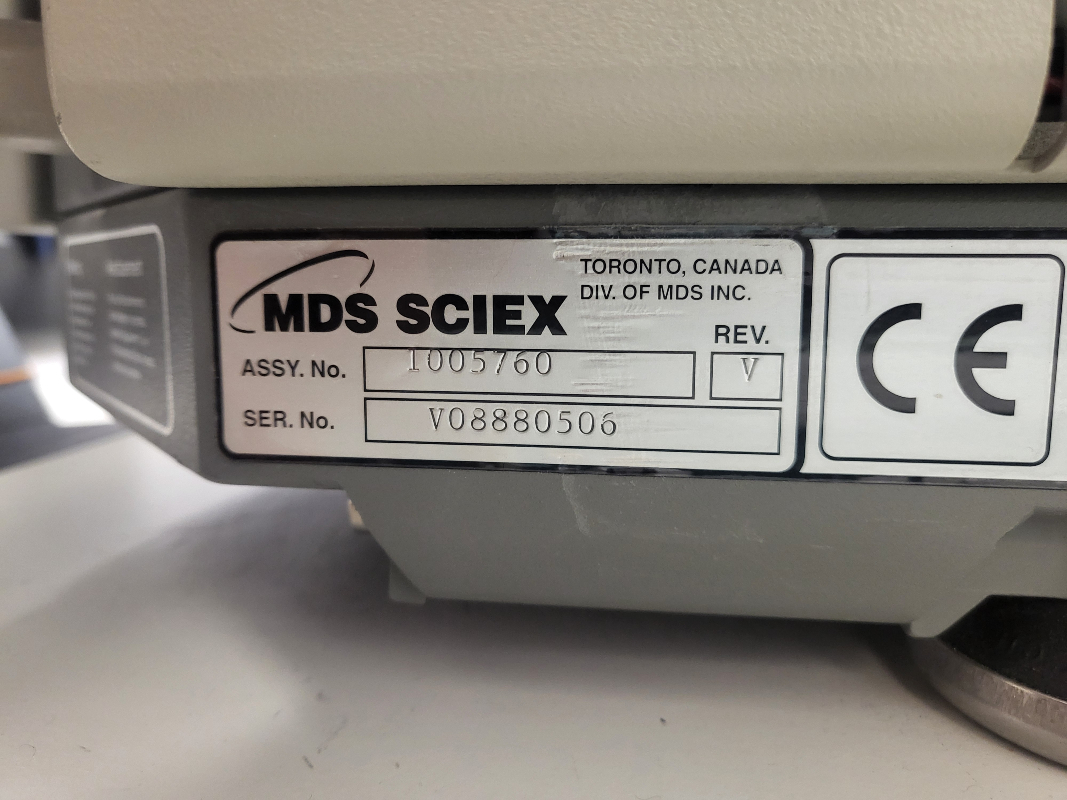 MDS SCIEX
TORONTO, CANADA
DIV. OF MDS INC.
REV.
ASSY. No. 1005760 V
SER. No. V08880506
CE